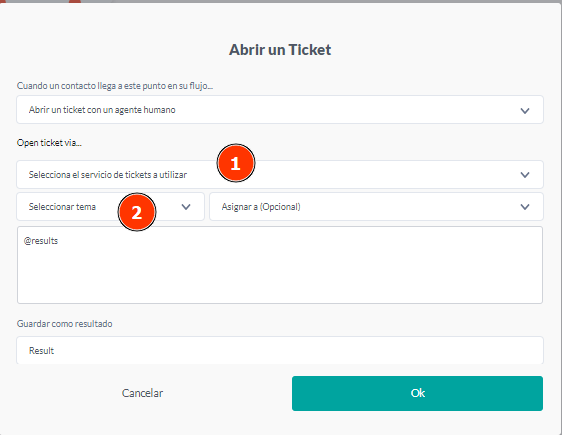 Abrir un Ticket
Cuando un contacto llega a este punto en su flujo...
Abrir un ticket con un agente humano
Open ticket via...
Selecciona el servicio de tickets a utilizar
1
Seleccionar tema
2
Asignar a (Opcional)
@results
Guardar como resultado
Result
Cancelar
Ok